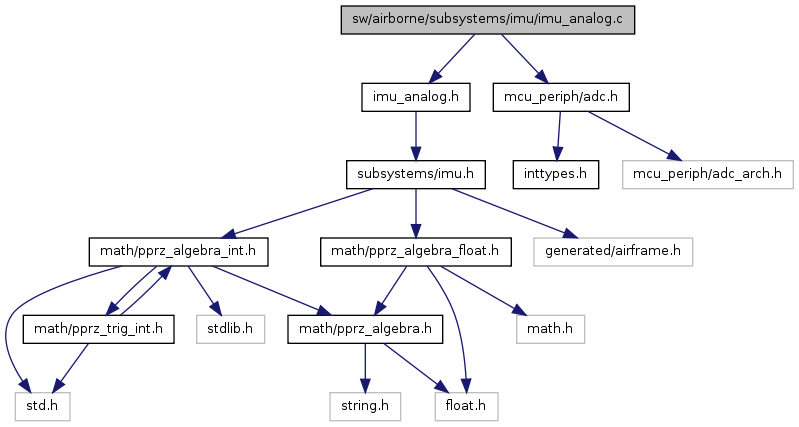 sw/airborne/subsystems/imu/imu_analog.c
imu_analog.h
mcu_periph/adc.h
subsystems/imu.h
inttypes.h
mcu_periph/adc_arch.h
math/pprz_algebra_int.h
math/pprz_algebra_float.h
generated/airframe.h
math/pprz_trig_int.h
stdlib.h
math/pprz_algebra.h
math.h
std.h
string.h
float.h